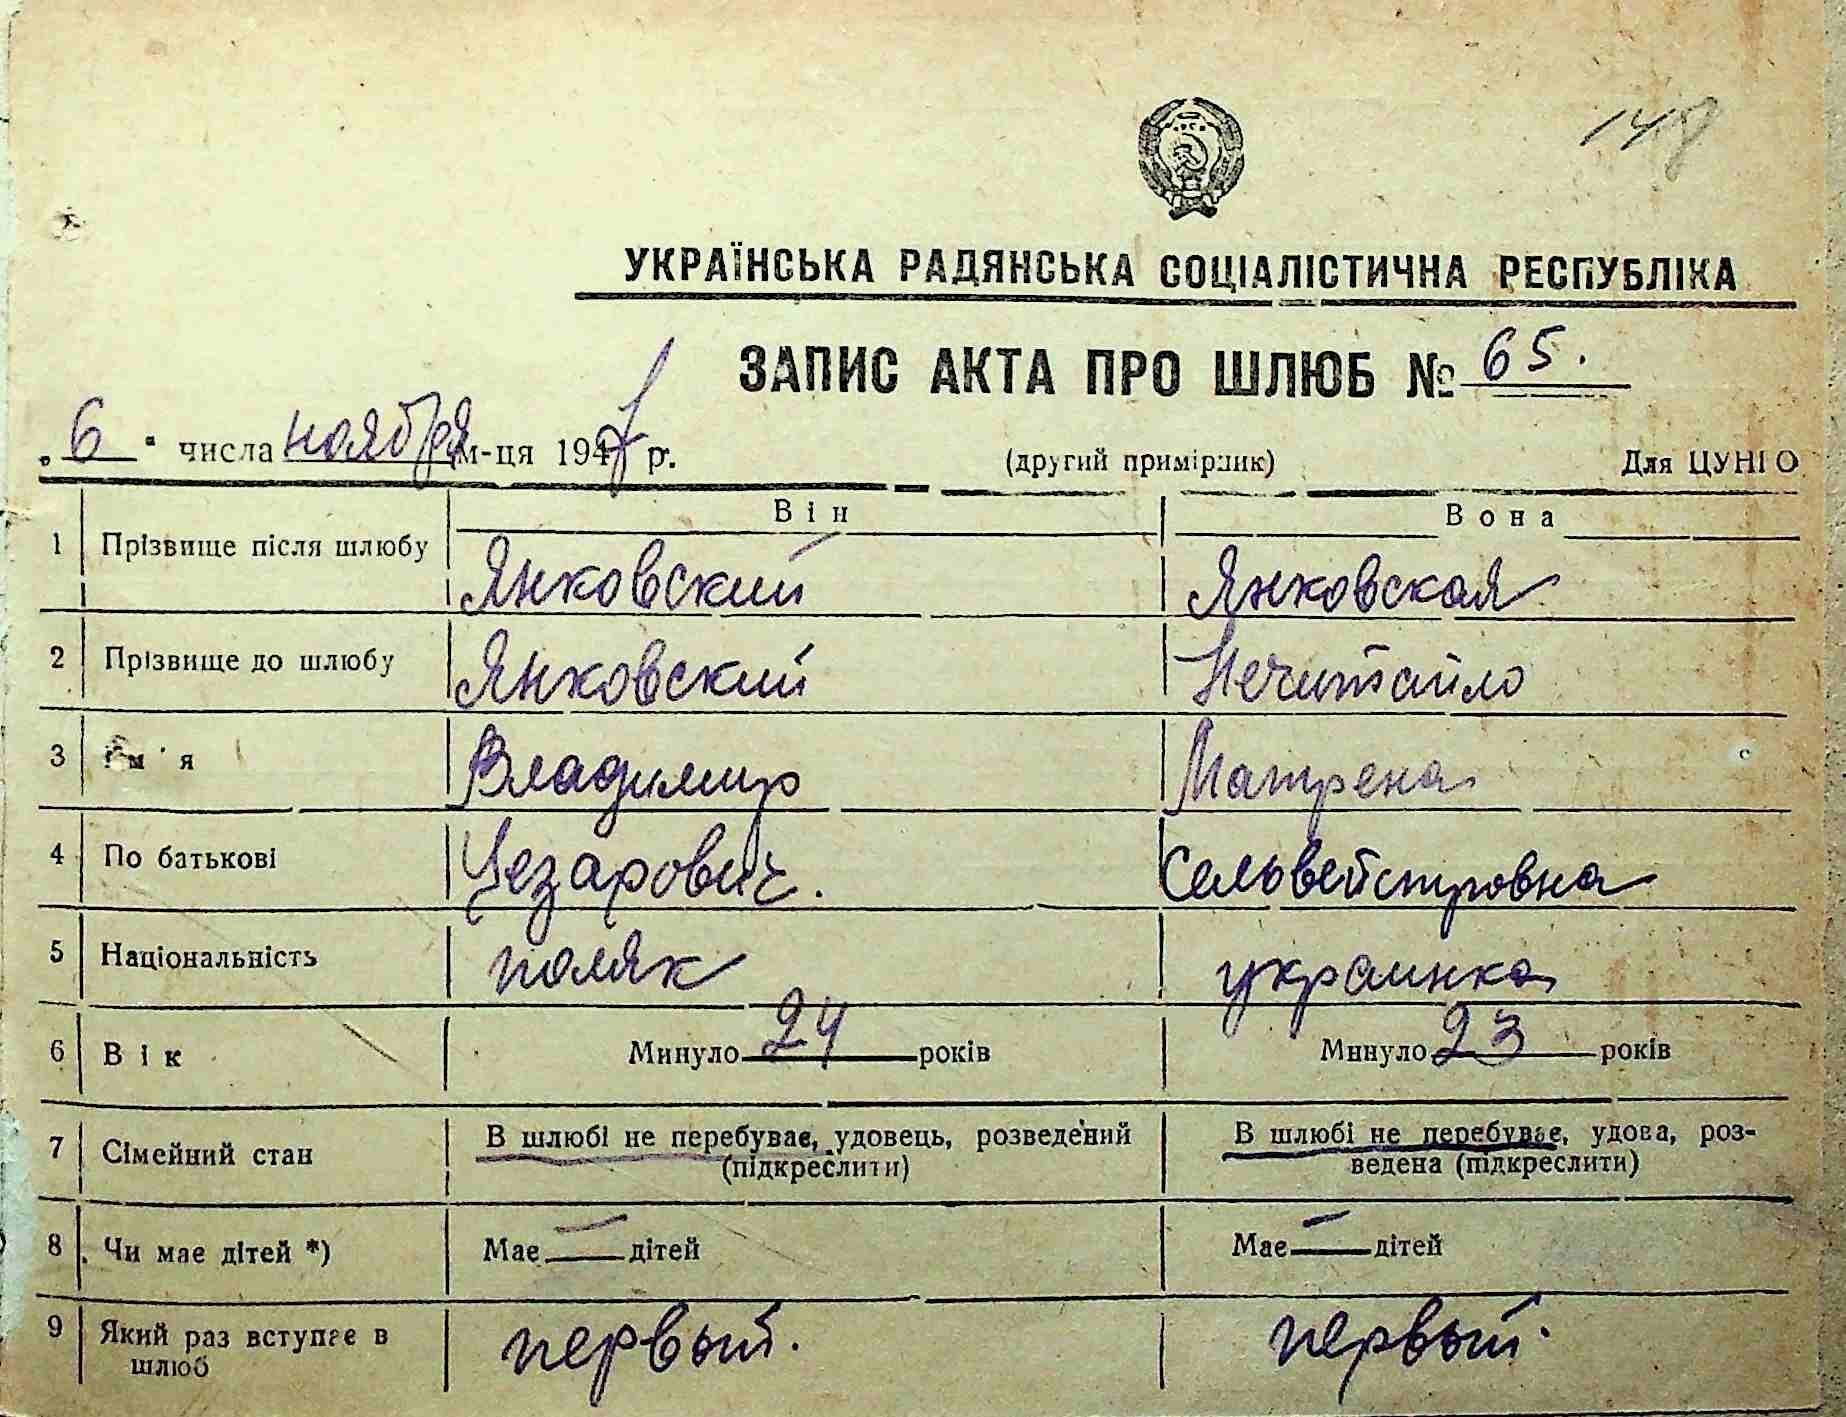 148
УКРАЇНСЬКА РАДЯНСЬКА СОЦІАЛІСТИЧНА РЕСПУБЛІКА
ЗАПИС АКТА ПРО ШЛЮБ № 65.
„6“ числа ноября м-ця 1947 р. (другий примірник) Для ЦУНГО
Він Вона
1 Прізвище після шлюбу Янковский Янковская
2 Прізвище до шлюбу Янковский Нечитайло
3 Ім'я Владимир Матрена
4 По батькові Цезарович. Сельвейстровна
5 Національність поляк украинка
6 Вік Минуло 24 років Минуло 23 років
7 Сімейний стан В шлюбі не перебуває, удовець, розведений (підкреслити) В шлюбі не перебуває, удова, роз-
ведена (підкреслити)
8 Чи має дітей *) Має — дітей Має — дітей
9 Який раз вступає в шлюб первый. первый.